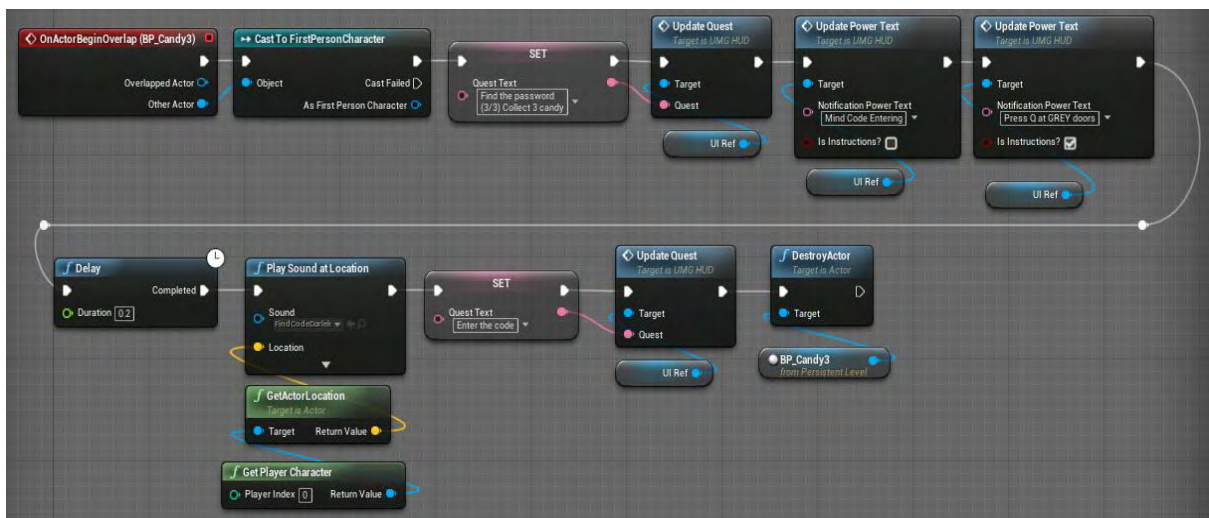 OnActorBeginOverlap (BP_Candy3)
Overlapped Actor
Other Actor
Cast To FirstPersonCharacter
Object
Cast Failed
As First Person Character
SET
Quest Text
Find the password
(3/3) Collect 3 candy
Update Quest
Target is UMG HUD
Target
Quest
UI Ref
Update Power Text
Target is UMG HUD
Target
Notification Power Text
Mind Code Entering
Is Instructions?
UI Ref
Update Power Text
Target is UMG HUD
Target
Notification Power Text
Press Q at GREY doors
Is Instructions?
UI Ref
f Delay
Completed
Duration 0.2
f Play Sound at Location
Sound
FindCodeDarlek
Location
f GetActorLocation
Target is Actor
Target Return Value
f Get Player Character
Player Index 0 Return Value
SET
Quest Text
Enter the code
Update Quest
Target is UMG HUD
Target
Quest
UI Ref
f DestroyActor
Target is Actor
Target
BP_Candy3
from Persistent Level